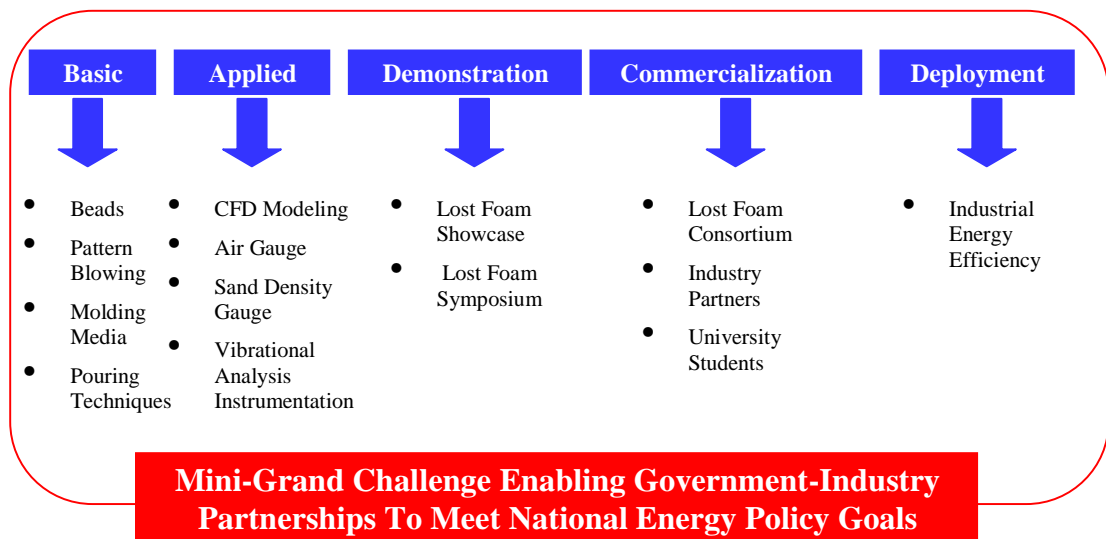 Basic
Applied
Demonstration
Commercialization
Deployment
• Beads
• Pattern
Blowing
• Molding
Media
• Pouring
Techniques
• CFD Modeling
• Air Gauge
• Sand Density
Gauge
• Vibrational
Analysis
Instrumentation
• Lost Foam
Showcase
• Lost Foam
Symposium
• Lost Foam
Consortium
• Industry
Partners
• University
Students
• Industrial
Energy
Efficiency
Mini-Grand Challenge Enabling Government-Industry
Partnerships To Meet National Energy Policy Goals